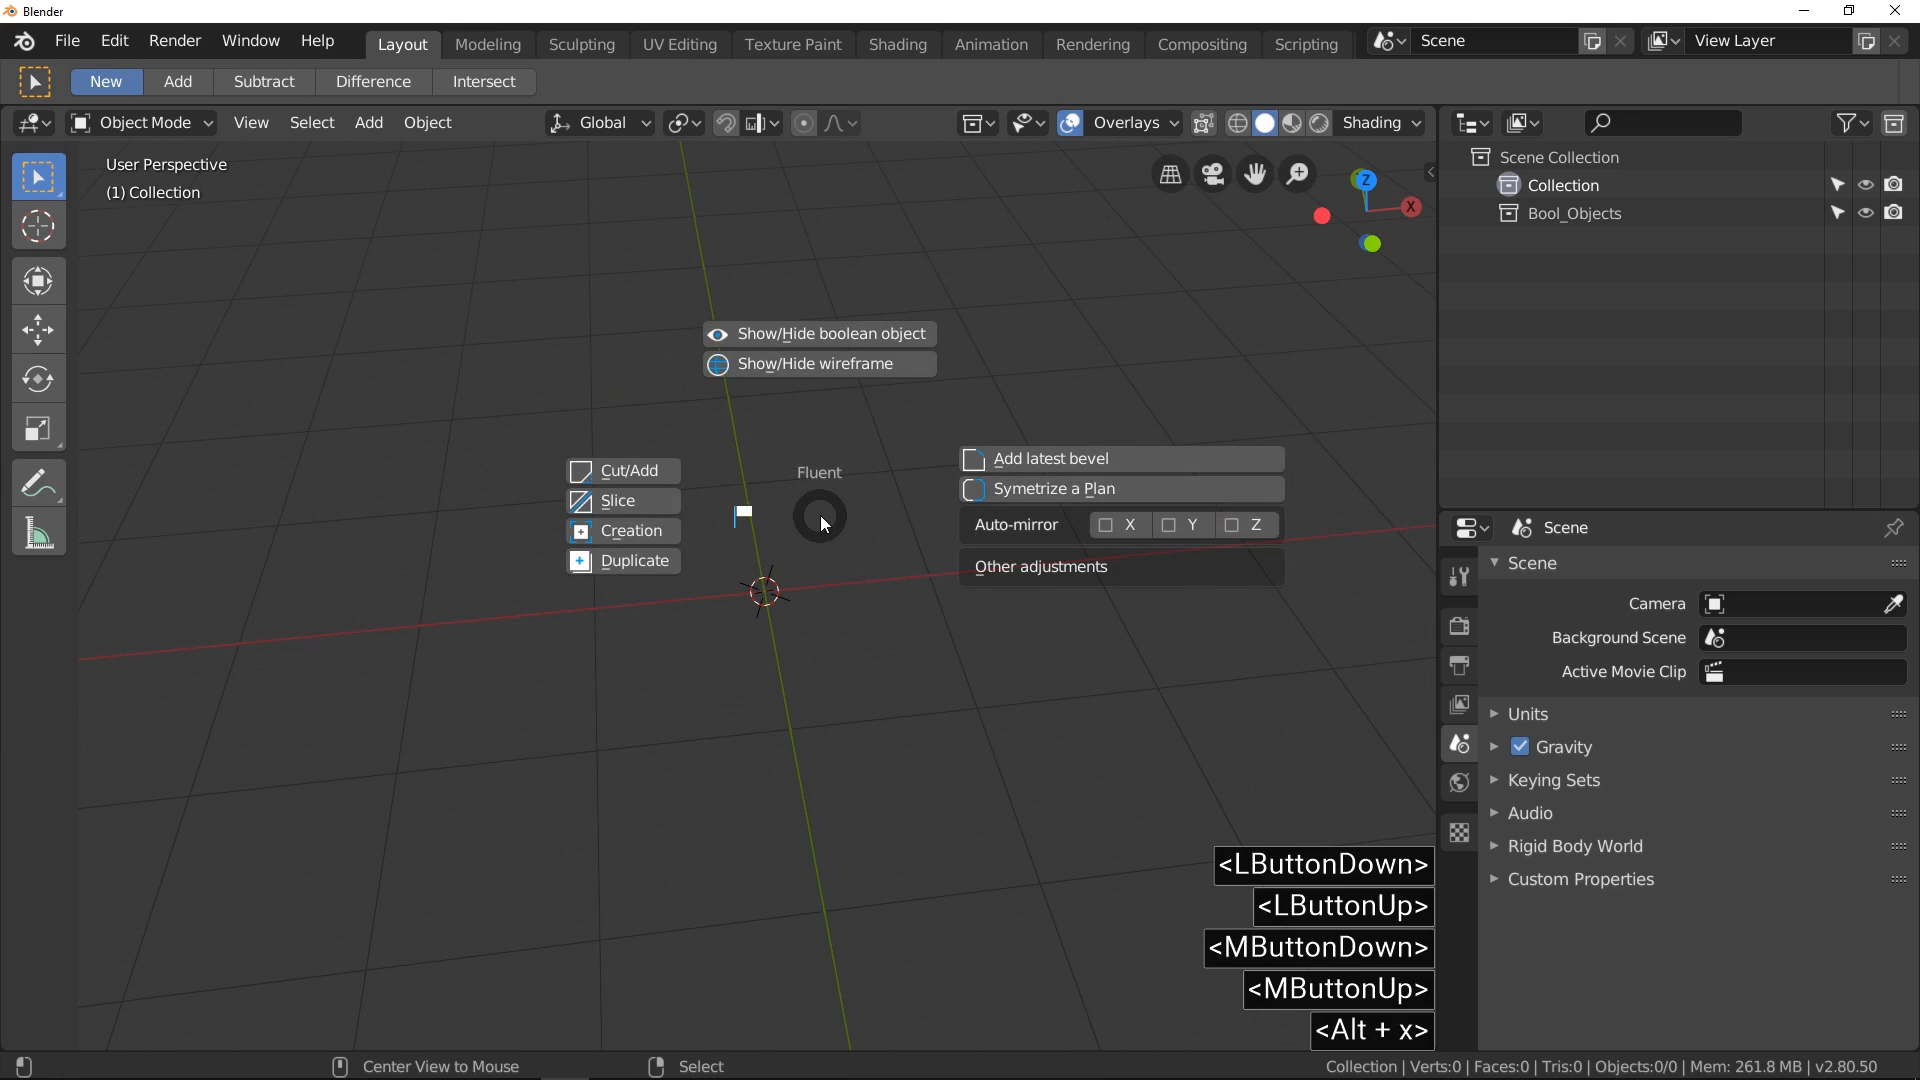 Blender
File Edit Render Window Help Layout Modeling Sculpting UV Editing Texture Paint Shading Animation Rendering Compositing Scripting Scene View Layer
New Add Subtract Difference Intersect
Object Mode View Select Add Object Global Overlays Shading
User Perspective
(1) Collection
Z
X
Show/Hide boolean object
Show/Hide wireframe
Fluent
Cut/Add
Slice
Creation
Duplicate
Add latest bevel
Symetrize a Plan
Auto-mirror X Y Z
Other adjustments
Scene Collection
Collection
Bool_Objects
Scene
Scene
Camera
Background Scene
Active Movie Clip
Units
Gravity
Keying Sets
Audio
Rigid Body World
Custom Properties
<LButtonDown>
<LButtonUp>
<MButtonDown>
<MButtonUp>
<Alt + x>
Center View to Mouse Select Collection | Verts:0 | Faces:0 | Tris:0 | Objects:0/0 | Mem: 261.8 MB | v2.80.50